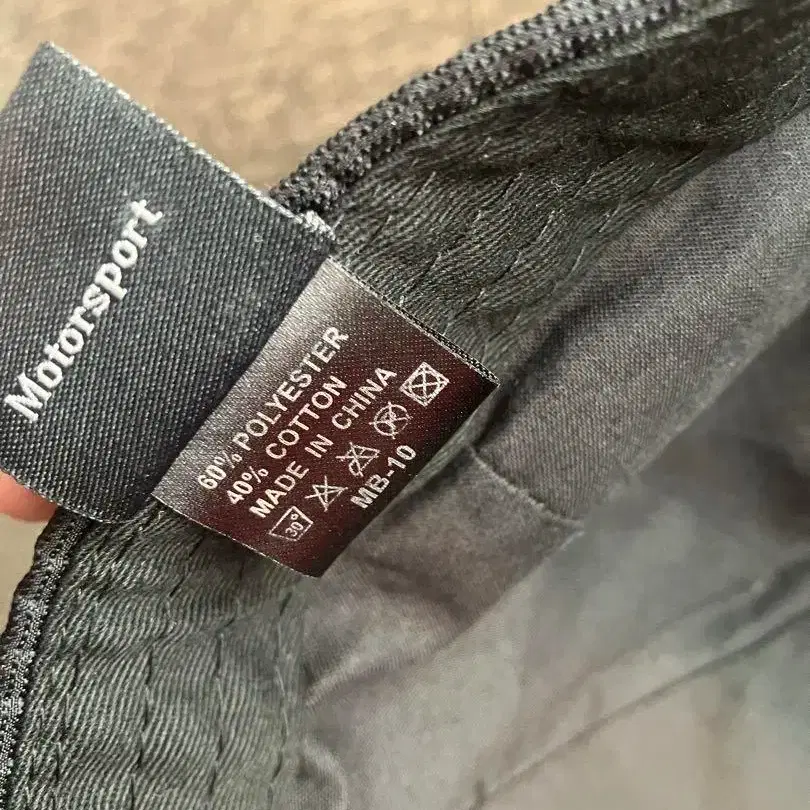 Motorsport
60% POLYESTER
40% COTTON
MADE IN CHINA
30°
MB-10